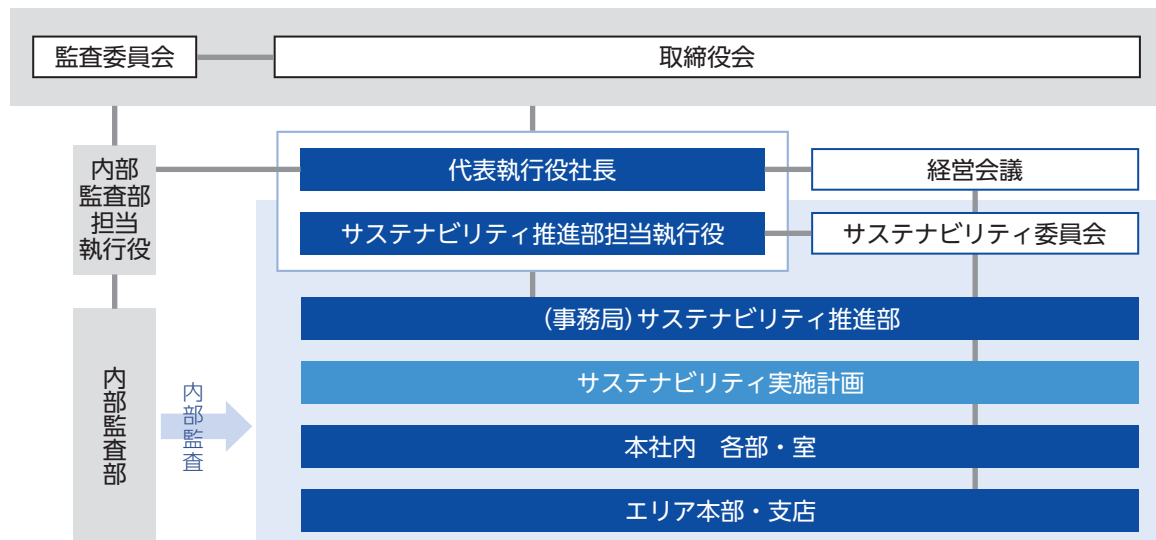 監査委員会
取締役会
内部
監査部
担当
執行役
代表執行役社長
経営会議
サステナビリティ推進部担当執行役
サステナビリティ委員会
(事務局)サステナビリティ推進部
内部監査部
内部監査
サステナビリティ実施計画
本社内　各部・室
エリア本部・支店